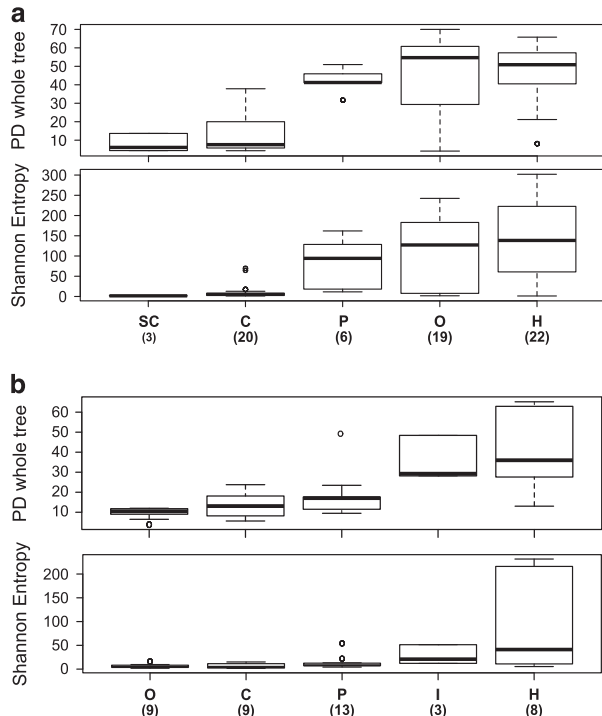 a
PD whole tree
70
60
50
40
30
20
10
Shannon Entropy
300
250
200
150
100
50
0
SC C P O H
(3) (20) (6) (19) (22)
b
PD whole tree
60
50
40
30
20
10
Shannon Entropy
200
150
100
50
0
O C P I H
(9) (9) (13) (3) (8)